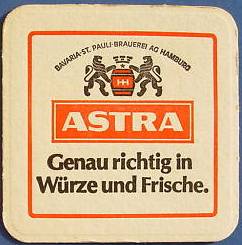 BAVARIA-ST. PAULI-BRAUEREI AG HAMBURG
ASTRA
Genau richtig in
Würze und Frische.